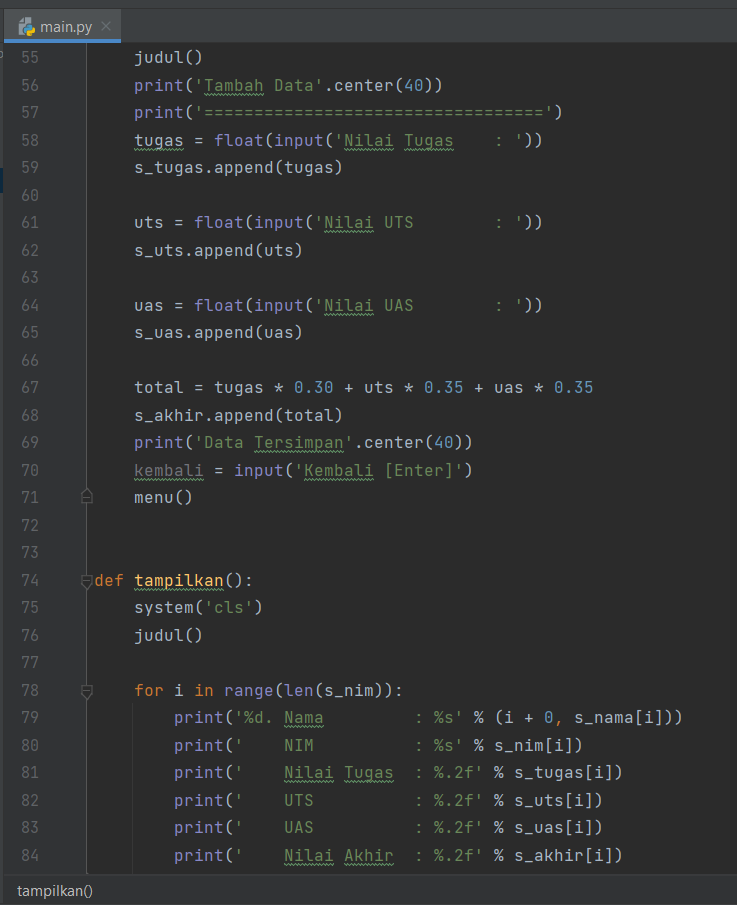 main.py
55     judul()
56     print('Tambah Data'.center(40))
57     print('==================================')
58     tugas = float(input('Nilai Tugas    : '))
59     s_tugas.append(tugas)
60
61     uts = float(input('Nilai UTS        : '))
62     s_uts.append(uts)
63
64     uas = float(input('Nilai UAS        : '))
65     s_uas.append(uas)
66
67     total = tugas * 0.30 + uts * 0.35 + uas * 0.35
68     s_akhir.append(total)
69     print('Data Tersimpan'.center(40))
70     kembali = input('Kembali [Enter]')
71     menu()
72
73
74 def tampilkan():
75     system('cls')
76     judul()
77
78     for i in range(len(s_nim)):
79         print('%d. Nama         : %s' % (i + 0, s_nama[i]))
80         print('    NIM          : %s' % s_nim[i])
81         print('    Nilai Tugas  : %.2f' % s_tugas[i])
82         print('    UTS          : %.2f' % s_uts[i])
83         print('    UAS          : %.2f' % s_uas[i])
84         print('    Nilai Akhir  : %.2f' % s_akhir[i])
tampilkan()